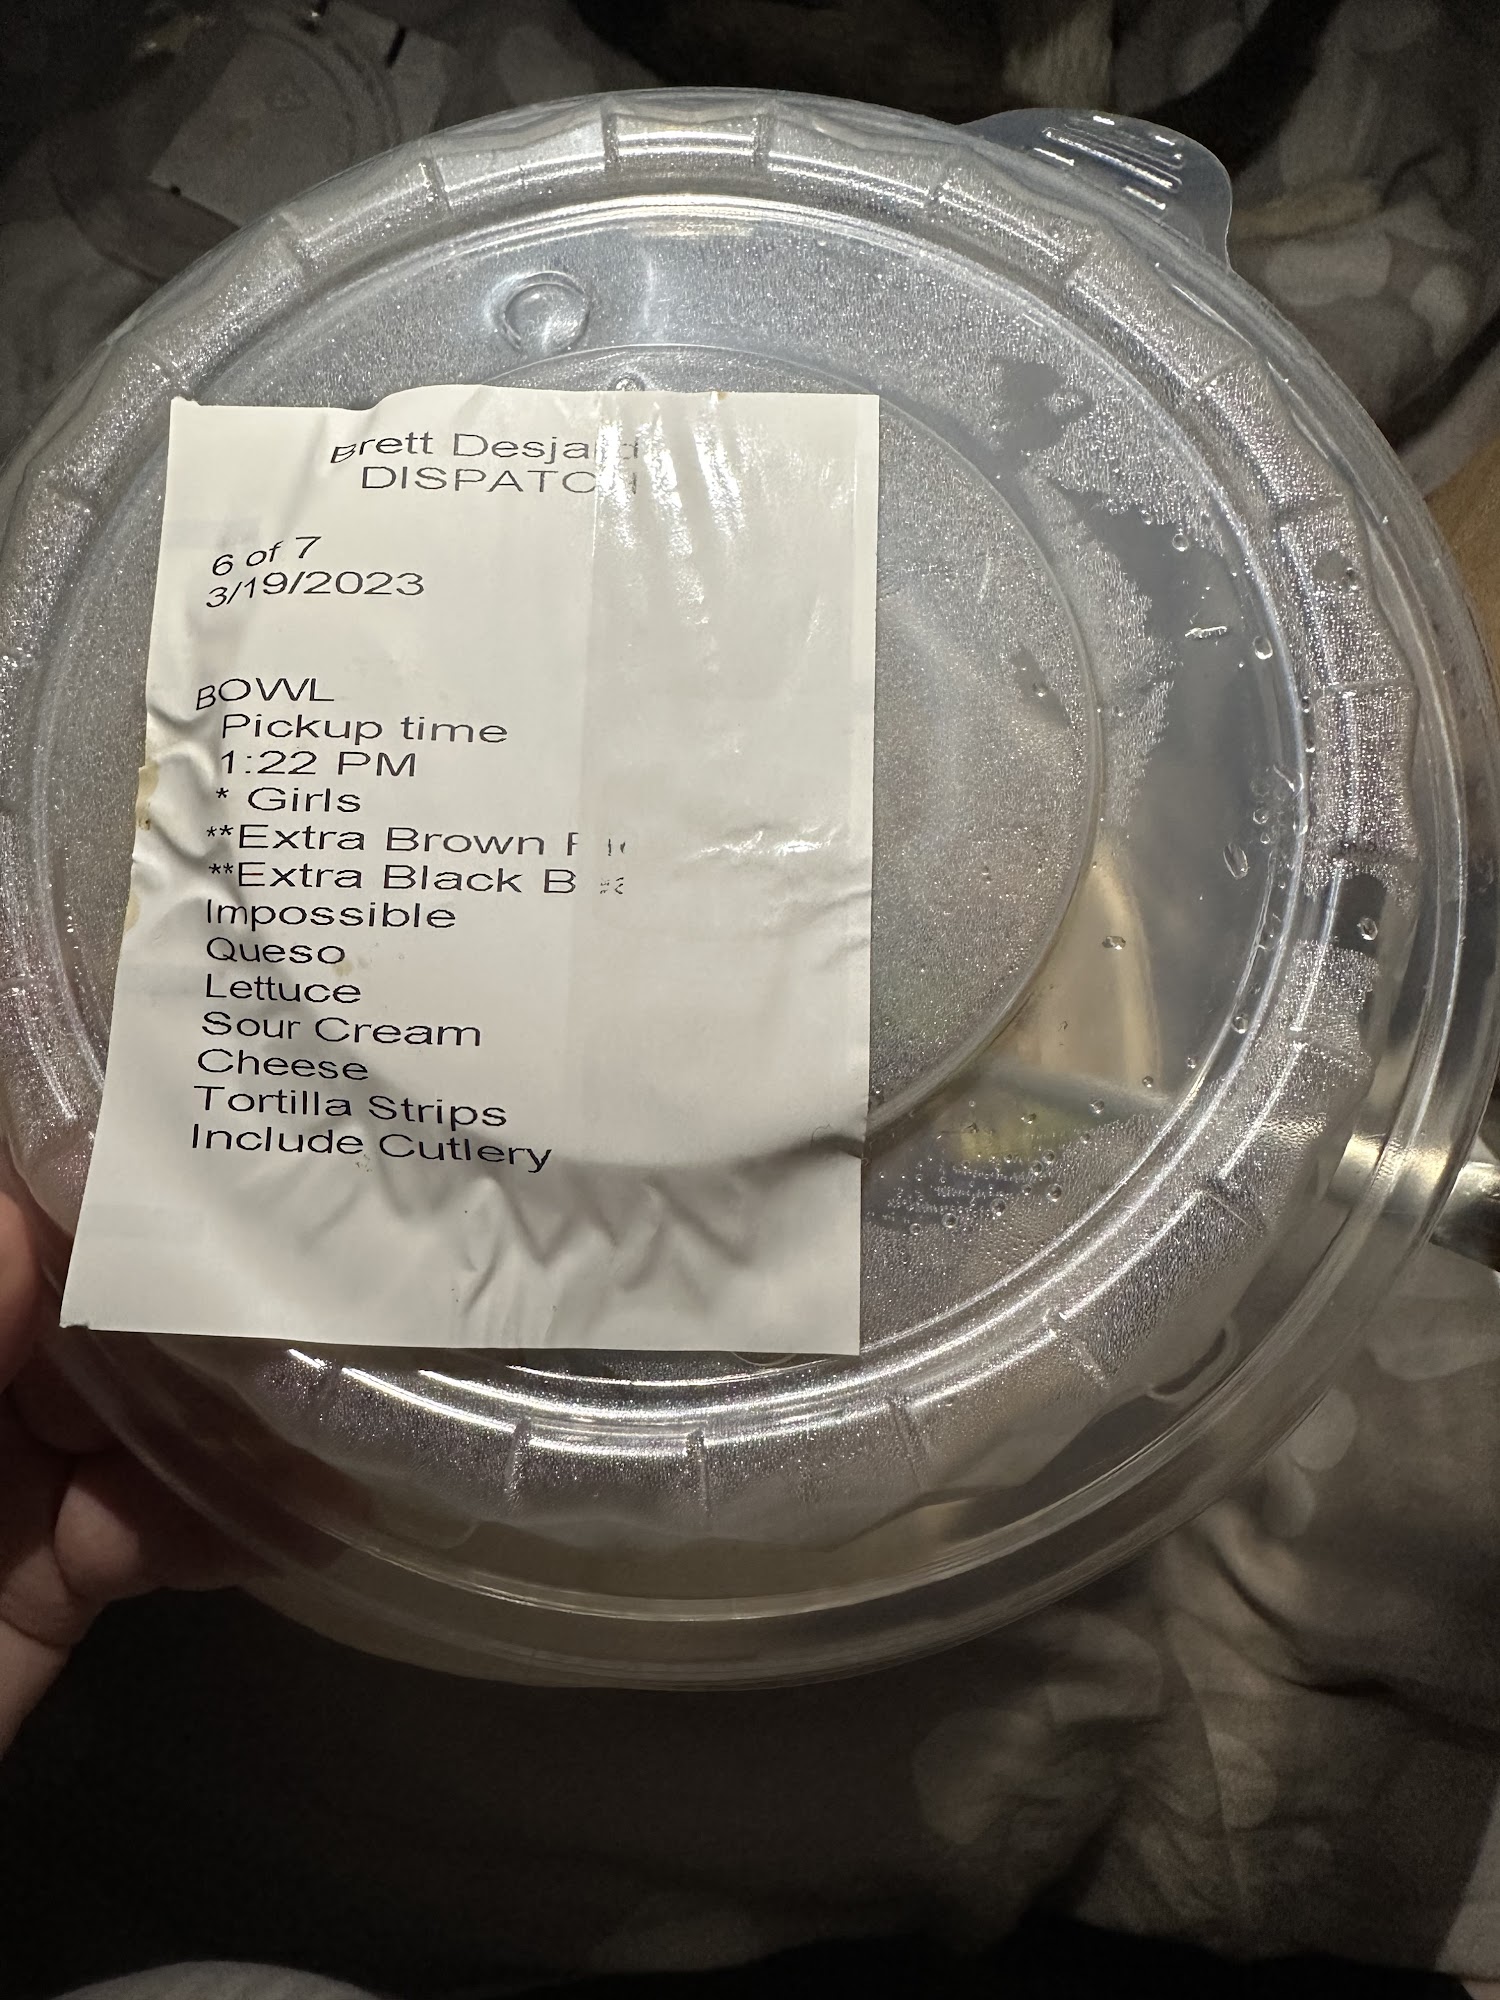 Brett
DISPATCH
6 of 7
3/19/2023
BOWL
Pickup time
1:22 PM
* Girls
**Extra Brown
**Extra Black
Impossible
Queso
Lettuce
Sour Cream
Cheese
Tortilla Strips
Include Cutlery